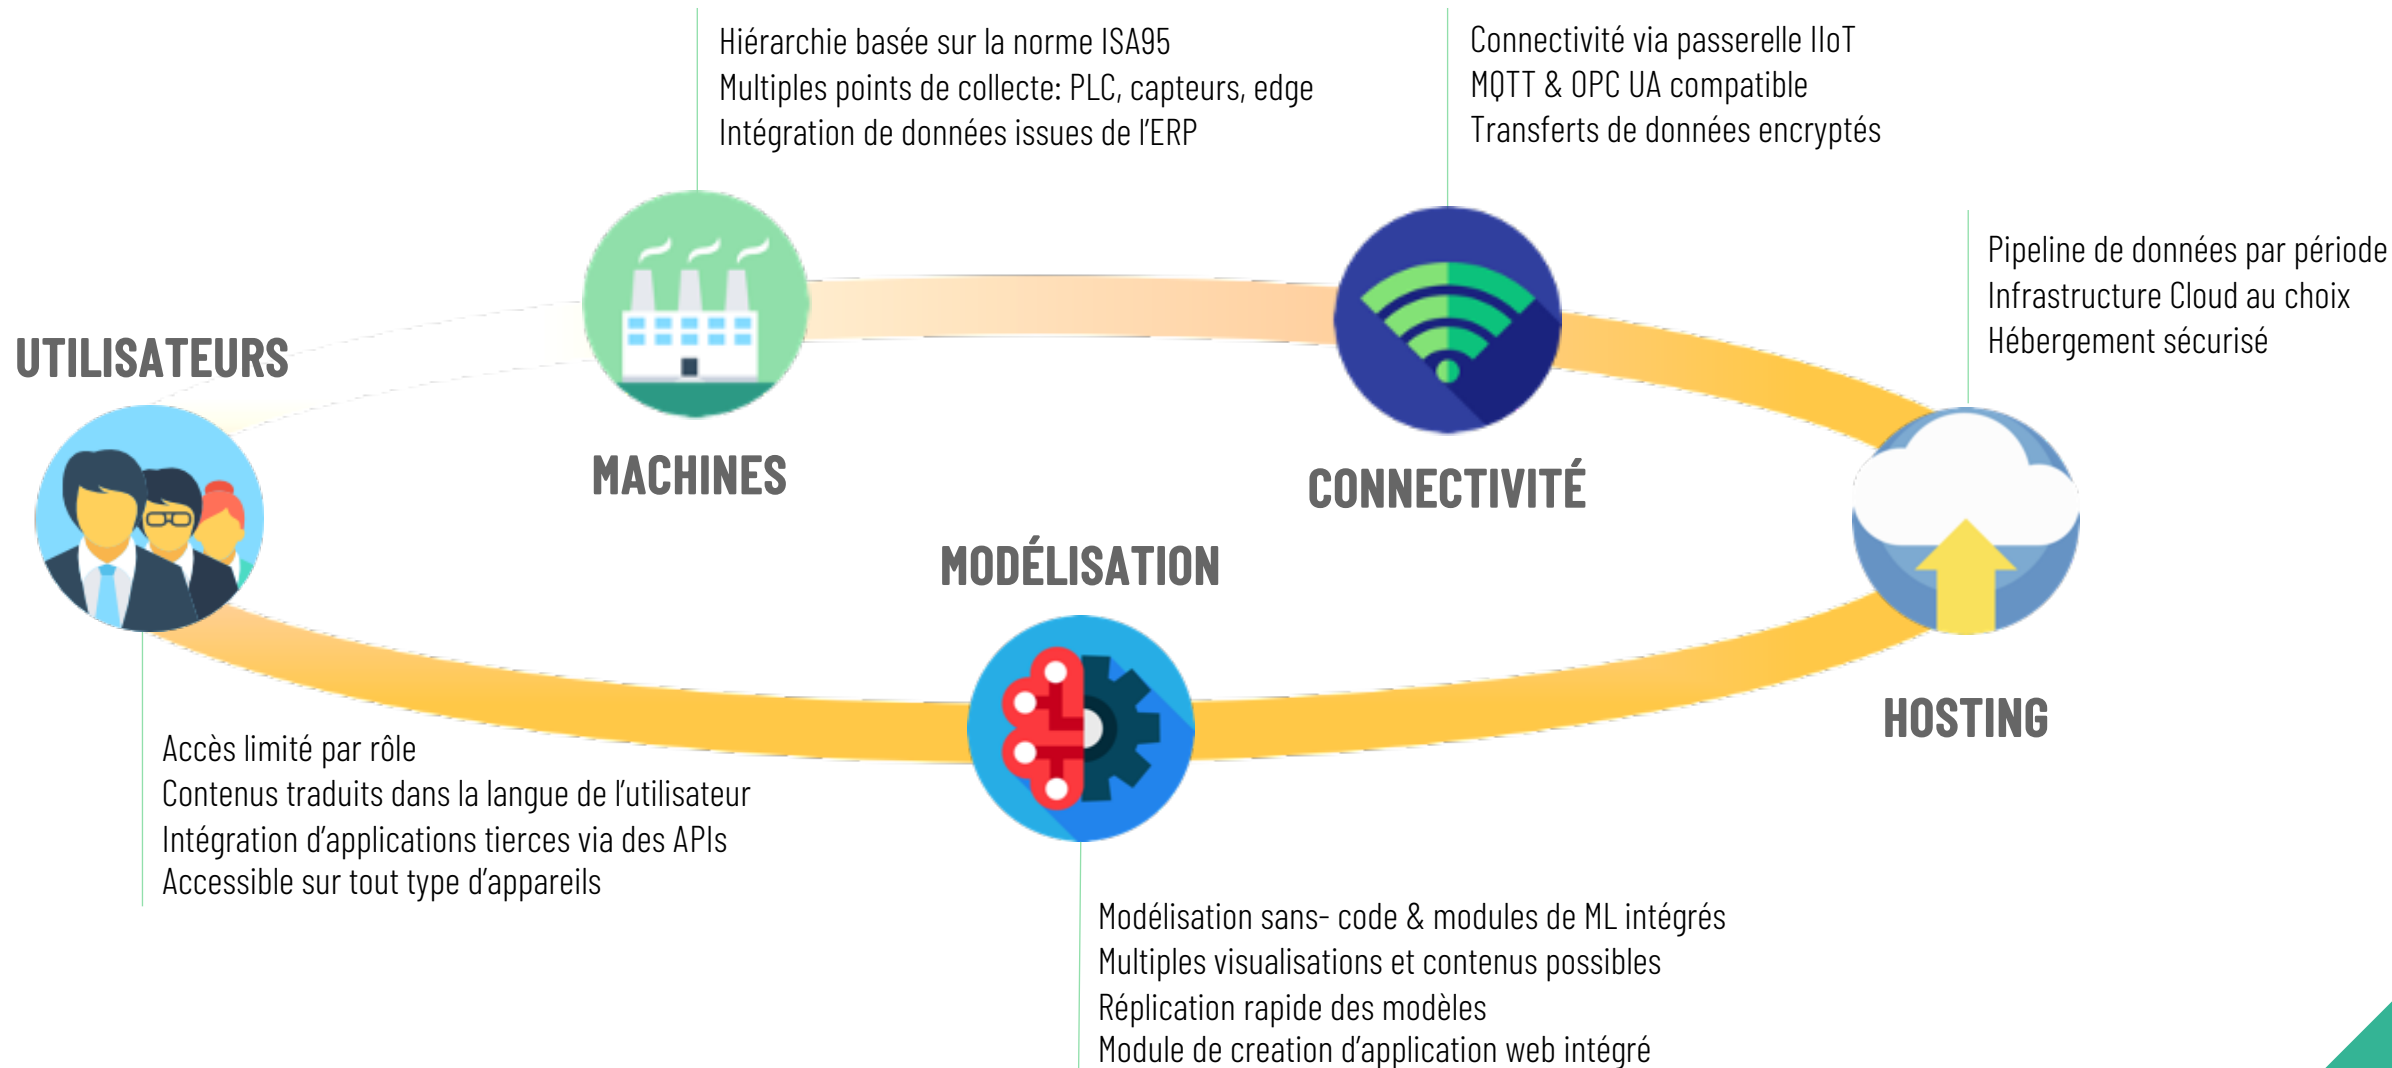 Hiérarchie basée sur la norme ISA95
Multiples points de collecte: PLC, capteurs, edge
Intégration de données issues de l'ERP
Connectivité via passerelle IIoT
MQTT & OPC UA compatible
Transferts de données encryptés
Pipeline de données par période
Infrastructure Cloud au choix
Hébergement sécurisé
UTILISATEURS
MACHINES
CONNECTIVITÉ
MODÉLISATION
HOSTING
Accès limité par rôle
Contenus traduits dans la langue de l'utilisateur
Intégration d'applications tierces via des APIs
Accessible sur tout type d'appareils
Modélisation sans- code & modules de ML intégrés
Multiples visualisations et contenus possibles
Réplication rapide des modèles
Module de creation d'application web intégré